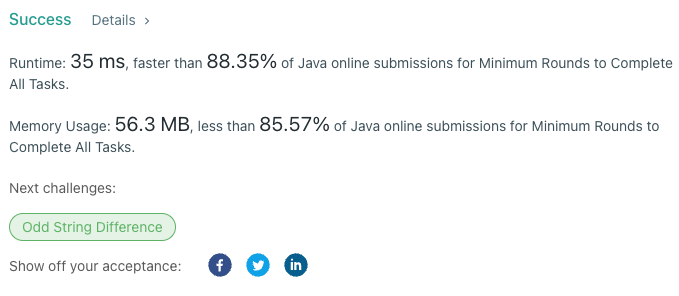 Success Details >
Runtime: 35 ms, faster than 88.35% of Java online submissions for Minimum Rounds to Complete
All Tasks.
Memory Usage: 56.3 MB, less than 85.57% of Java online submissions for Minimum Rounds to
Complete All Tasks.
Next challenges:
Odd String Difference
Show off your acceptance: f in